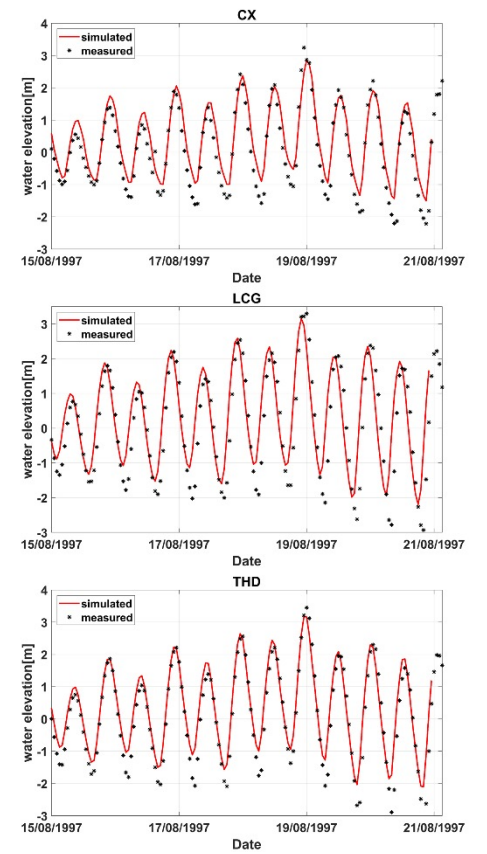 CX
4
3
2
1
0
-1
-2
-3
water elevation[m]
simulated
measured
15/08/1997 17/08/1997 19/08/1997 21/08/1997
Date
LCG
3
2
1
0
-1
-2
-3
water elevation[m]
simulated
measured
15/08/1997 17/08/1997 19/08/1997 21/08/1997
Date
THD
4
3
2
1
0
-1
-2
-3
water elevation[m]
simulated
measured
15/08/1997 17/08/1997 19/08/1997 21/08/1997
Date